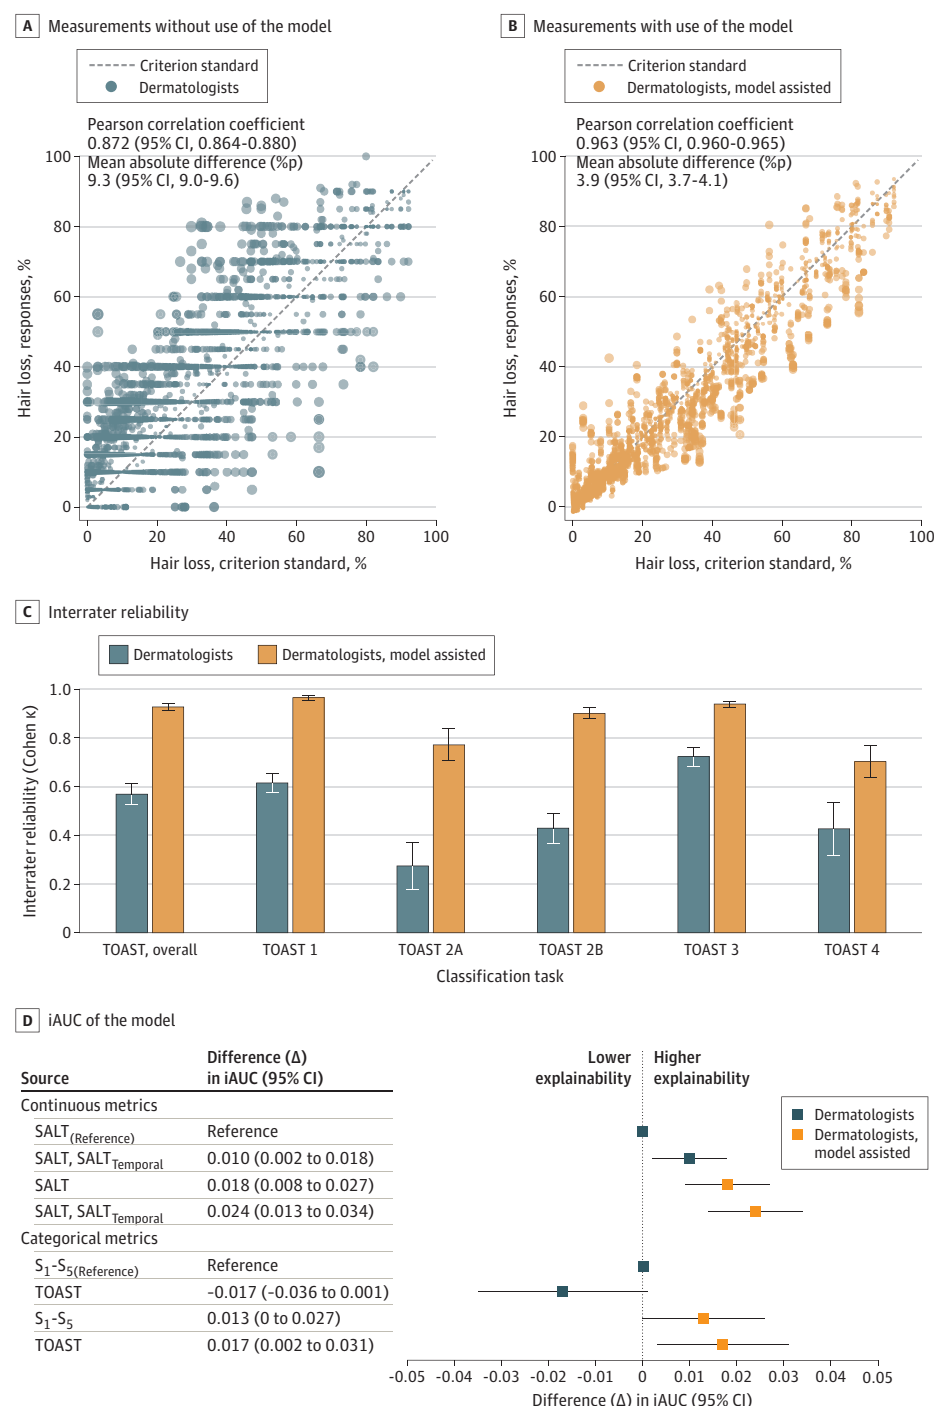 A Measurements without use of the model
Criterion standard
Dermatologists
Pearson correlation coefficient
0.872 (95% CI, 0.864-0.880)
Mean absolute difference (%p)
9.3 (95% CI, 9.0-9.6)
100
80
60
40
20
0
Hair loss, responses, %
0 20 40 60 80 100
Hair loss, criterion standard, %
B Measurements with use of the model
Criterion standard
Dermatologists, model assisted
Pearson correlation coefficient
0.963 (95% CI, 0.960-0.965)
Mean absolute difference (%p)
3.9 (95% CI, 3.7-4.1)
100
80
60
40
20
0
Hair loss, responses, %
0 20 40 60 80 100
Hair loss, criterion standard, %
C Interrater reliability
Dermatologists Dermatologists, model assisted
1.0
0.8
0.6
0.4
0.2
0
Interrater reliability (Cohen κ)
TOAST, overall TOAST 1 TOAST 2A TOAST 2B TOAST 3 TOAST 4
Classification task
D iAUC of the model
Source Difference (Δ) in iAUC (95% CI)
Continuous metrics
SALT(Reference) Reference
SALT, SALTTemporal 0.010 (0.002 to 0.018)
SALT 0.018 (0.008 to 0.027)
SALT, SALTTemporal 0.024 (0.013 to 0.034)
Categorical metrics
S1-S5(Reference) Reference
TOAST -0.017 (-0.036 to 0.001)
S1-S5 0.013 (0 to 0.027)
TOAST 0.017 (0.002 to 0.031)
Lower explainability
Higher explainability
Dermatologists
Dermatologists,
model assisted
-0.05 -0.04 -0.03 -0.02 -0.01 0 0.01 0.02 0.03 0.04 0.05
Difference (Δ) in iAUC (95% CI)